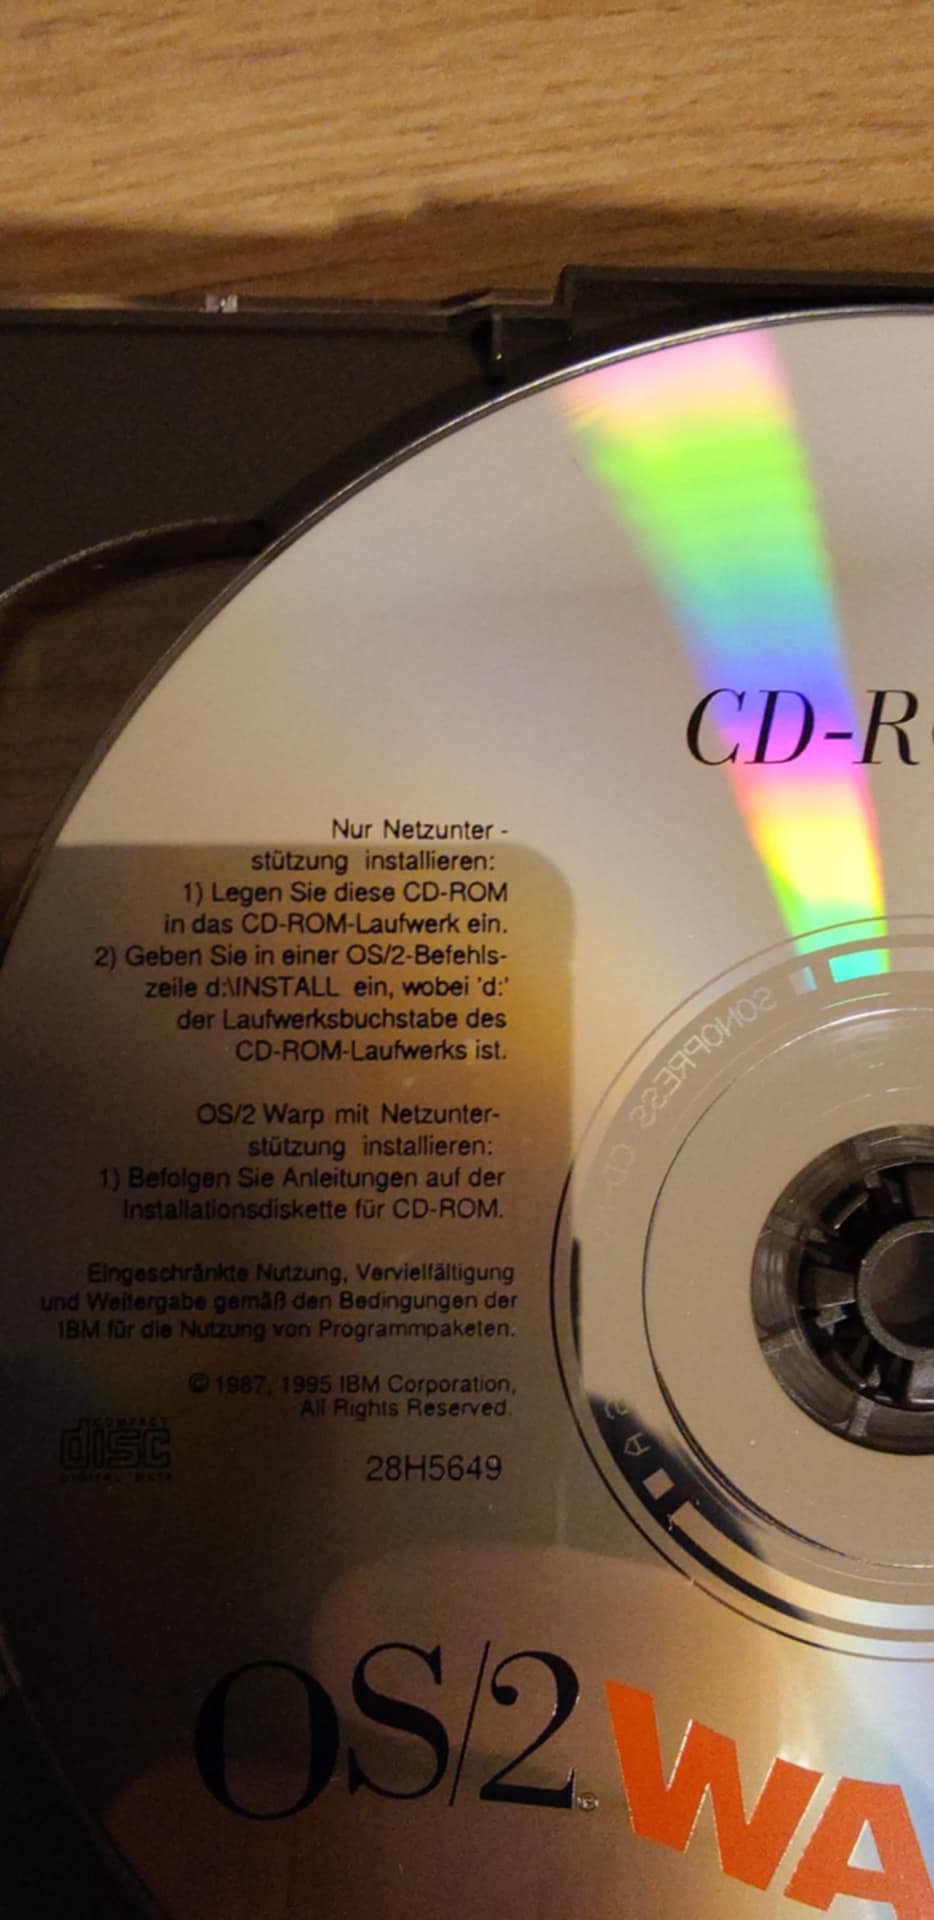 CD-R
Nur Netzunter -
stützung installieren:
1) Legen Sie diese CD-ROM
in das CD-ROM-Laufwerk ein.
2) Geben Sie in einer OS/2-Befehls-
zeile d:\INSTALL ein, wobei 'd:'
der Laufwerksbuchstabe des
CD-ROM-Laufwerks ist.
OS/2 Warp mit Netzunter-
stützung installieren:
1) Befolgen Sie Anleitungen auf der
Installationsdiskette für CD-ROM.
Eingeschränkte Nutzung, Vervielfältigung
und Weitergabe gemäß den Bedingungen der
IBM für die Nutzung von Programmpaketen.
© 1987, 1995 IBM Corporation,
All Rights Reserved.
COMPACT
disc
DIGITAL DATA
28H5649
SONOPRESS CD
A
OS/2® WA